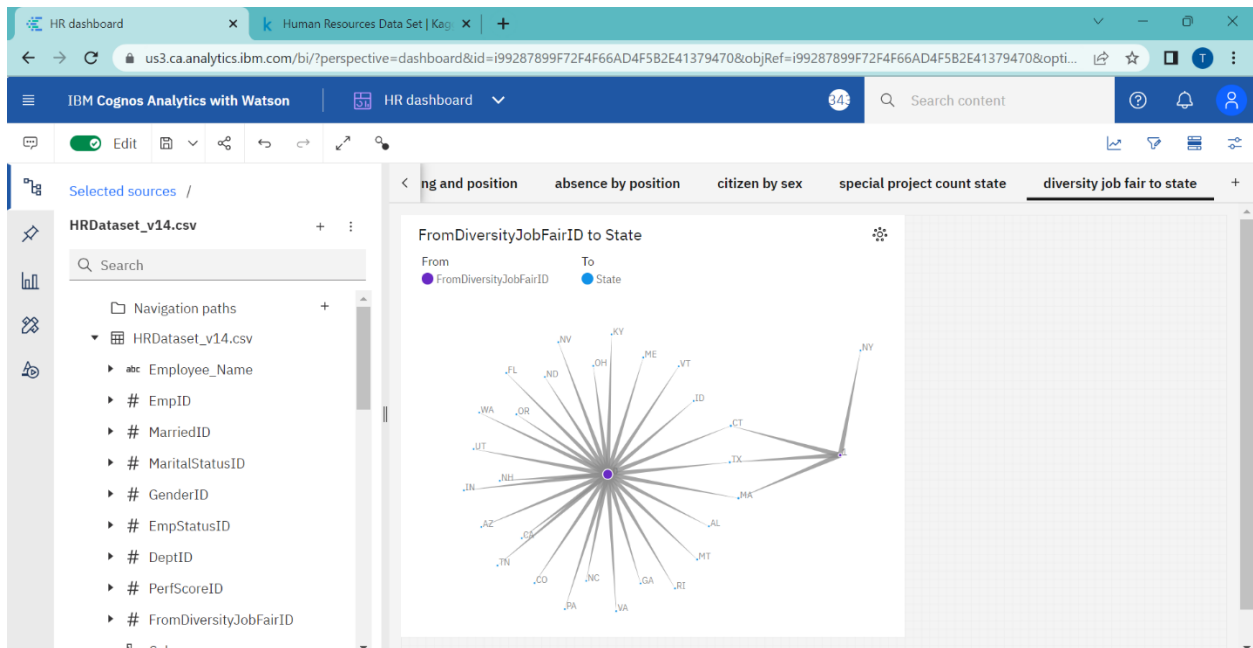 HR dashboard
Human Resources Data Set | Kag
us3.ca.analytics.ibm.com/bi/?perspective=dashboard&id=i99287899F72F4F66AD4F5B2E41379470&objRef=i99287899F72F4F66AD4F5B2E41379470&opti...
T
IBM Cognos Analytics with Watson
HR dashboard
343
Search content
Edit
Selected sources /
ng and position
absence by position
citizen by sex
special project count state
diversity job fair to state
HRDataset_v14.csv
Search
Navigation paths
HRDataset_v14.csv
abc Employee_Name
# EmpID
# MarriedID
# MaritalStatusID
# GenderID
# EmpStatusID
# DeptID
# PerfScoreID
# FromDiversityJobFairID
FromDiversityJobFairID to State
From
To
FromDiversityJobFairID
State
KY
NV
NY
ME
OH
VT
FL
ND
ID
WA
OR
CT
UT
TX
1
NH
IN
MA
AZ
AL
CA
MT
TN
CO
NC
GA
RI
PA
VA